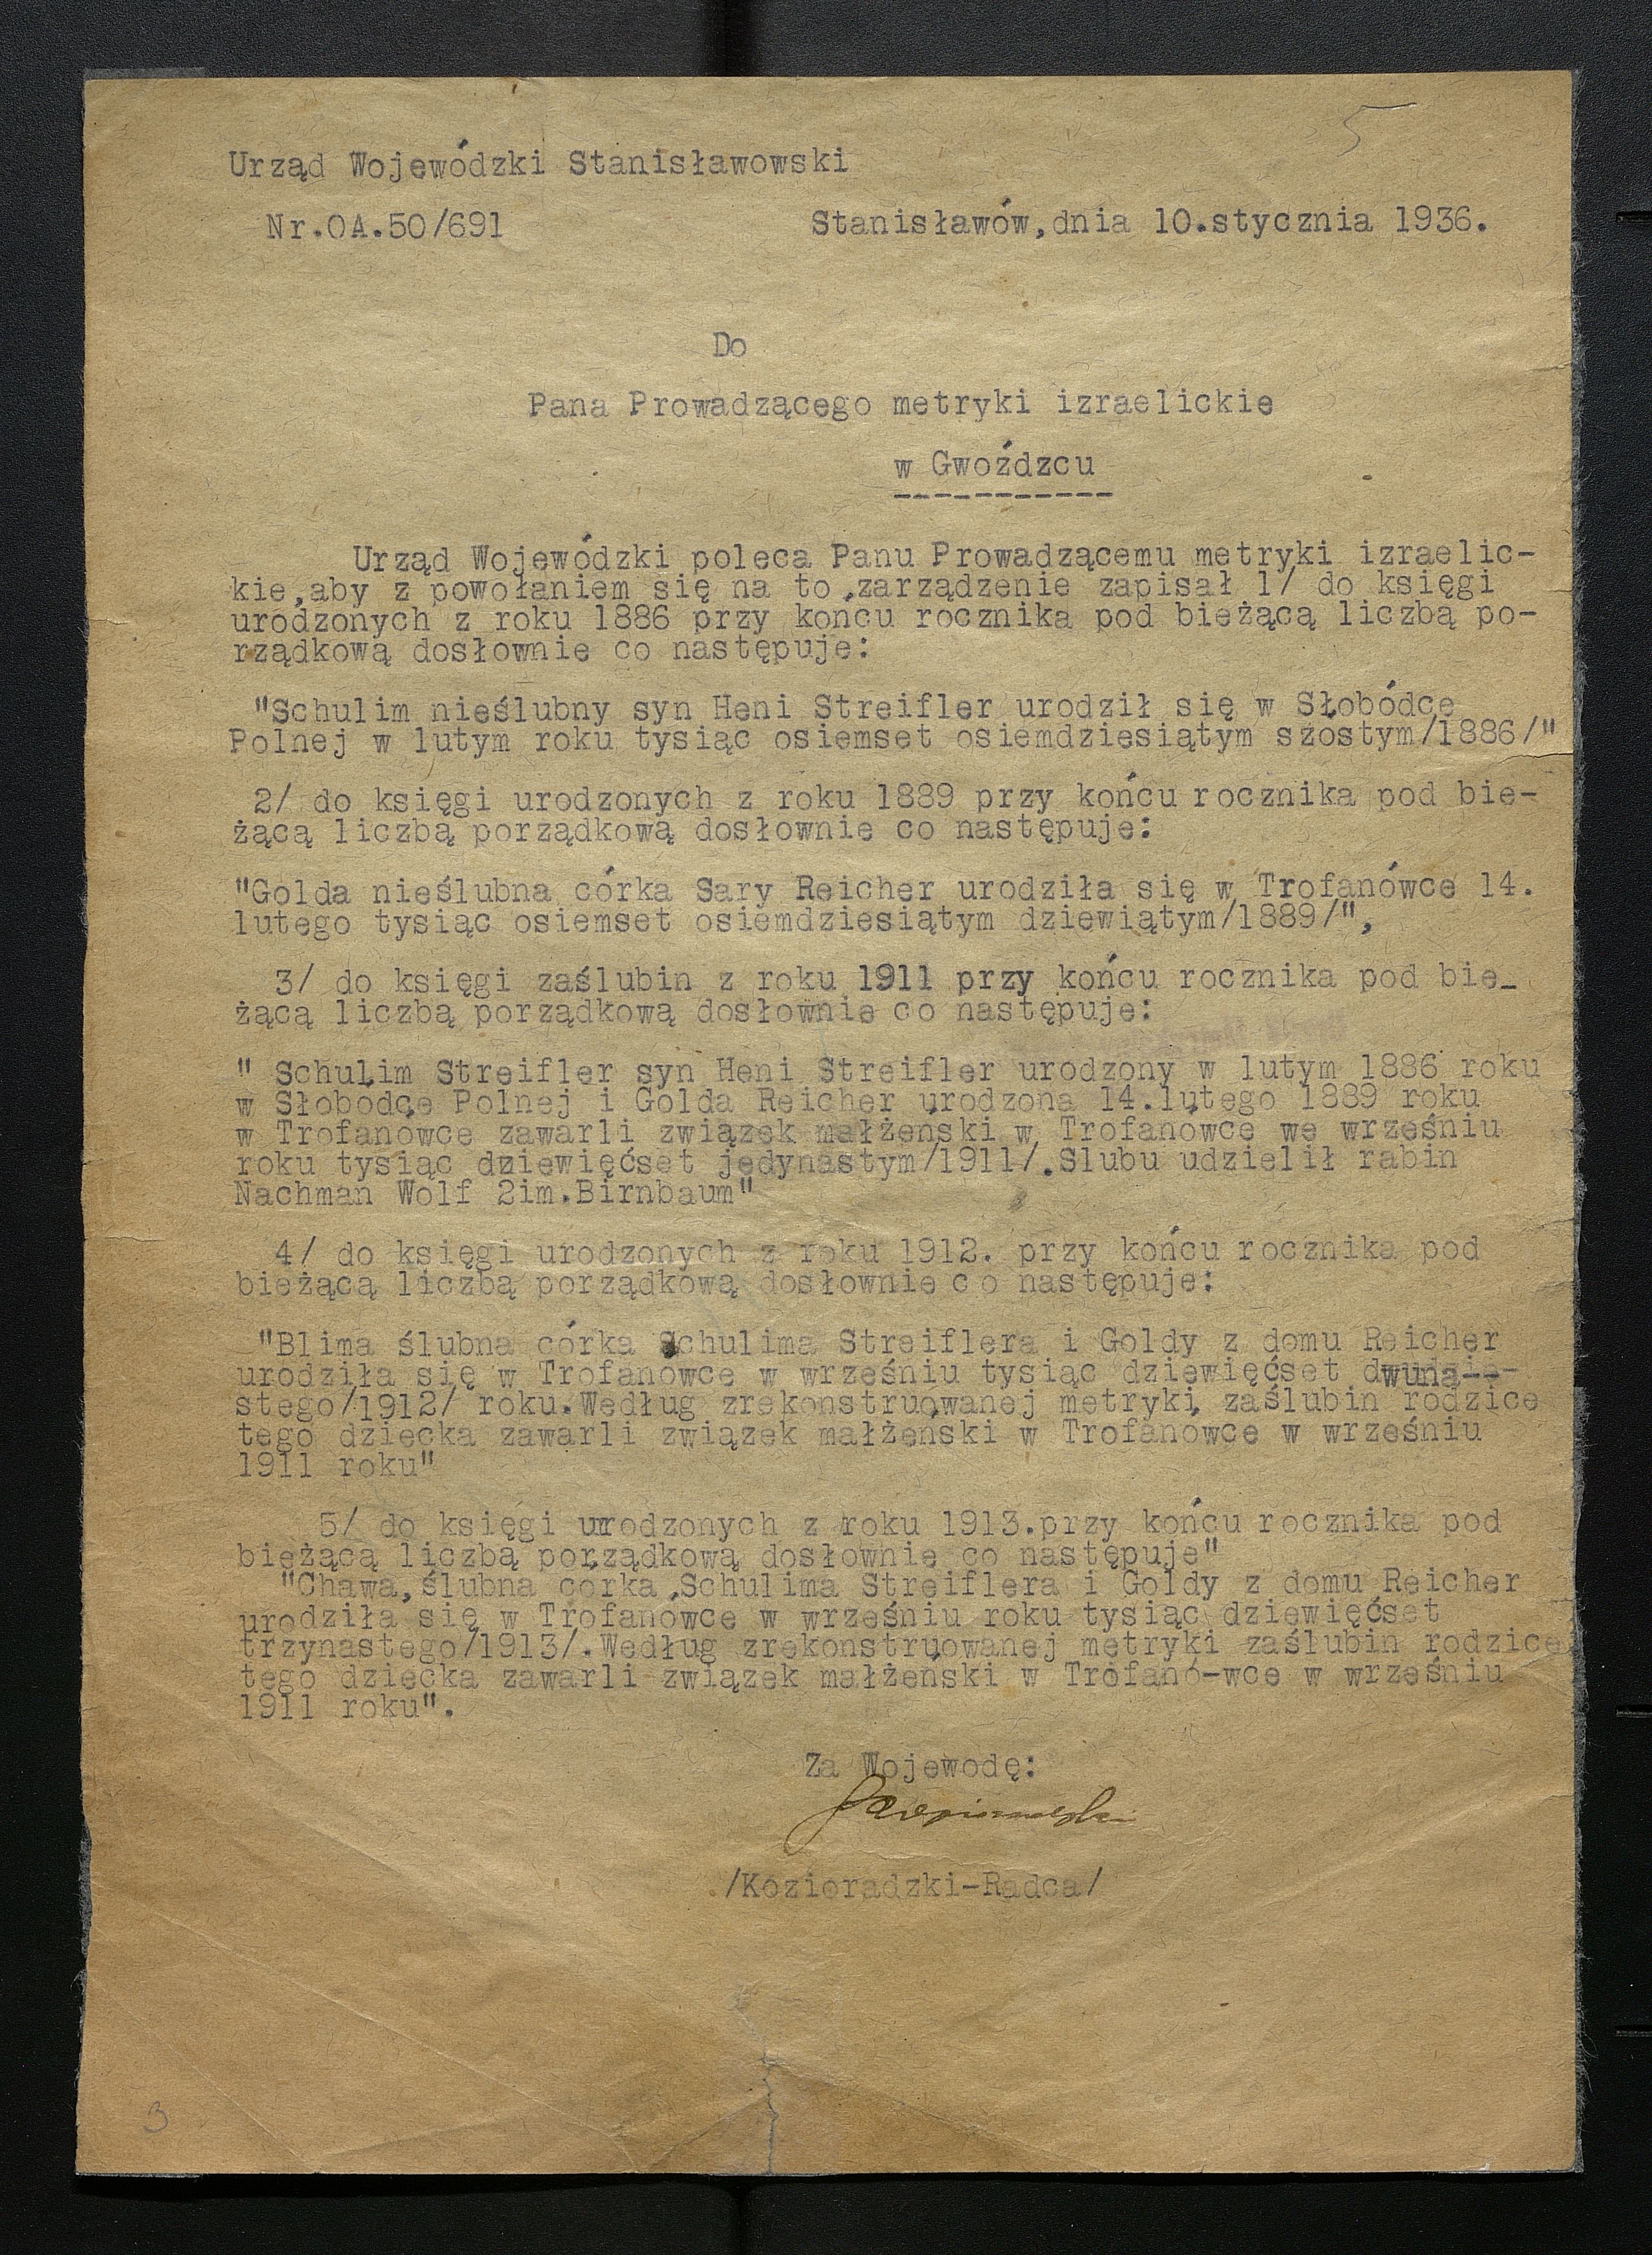 5
Urząd Wojewódzki Stanisławowski
Nr.OA.50/691
Stanisławów,dnia 10.stycznia 1936.
Do
Pana Prowadzącego metryki izraelickie
w Gwoździcu
Urząd Wojewódzki poleca Panu Prowadzącemu metryki izraelic-
kie,aby z powołaniem się na to zarządzenie zapisał 1/ do księgi
urodzonych z roku 1886 przy końcu rocznika pod bieżącą liczbą po-
rządkową dosłownie co następuje:
"Schulim nieślubny syn Heni Streifler urodził się w Słobódce
Polnej w lutym roku tysiąc osiemset osiemdziesiątym szóstym/1886/"
2/ do księgi urodzonych z roku 1889 przy końcu rocznika pod bie-
żącą liczbą porządkową dosłownie co następuje:
"Golda nieślubna córka Sary Reicher urodziła się w Trofanówce 14.
lutego tysiąc osiemset osiemdziesiątym dziewiątym/1889/",
3/ do księgi zaślubin z roku 1911 przy końcu rocznika pod bie_
żącą liczbą porządkową dosłownie co następuje:
" Schulim Streifler syn Heni Streifler urodzony w lutym 1886 roku
w Słobódce Polnej i Golda Reicher urodzona 14.lutego 1889 roku
w Trofanówce zawarli związek małżeński w Trofanówce we wrześniu
roku tysiąc dziewięćset jedynastym/1911/.Slubu udzielił rabin
Nachman Wolf 2im.Birnbaum"
4/ do księgi urodzonych z roku 1912. przy końcu rocznika pod
bieżącą liczbą porządkową dosłownie co następuje:
"Blima ślubna córka Schulima Streiflera i Goldy z domu Reicher
urodziła się w Trofanówce w wrześniu tysiąc dziewięćset dwuna--
stego/1912/ roku.Według zrekonstruówanej metryki zaślubin rodzice
tego dziecka zawarli związek małżeński w Trofanówce w wrześniu
1911 roku"
5/ do księgi urodzonych z roku 1913.przy końcu rocznika pod
bieżącą liczbą porządkową dosłownie co następuje"
"Chawa,ślubna córka Schulima Streiflera i Goldy z domu Reicher
urodziła się w Trofanówce w wrześniu roku tysiąc dziewięćset
trzynastego/1913/.Według zrekonstruowanej metryki zaślubin rodzice
tego dziecka zawarli związek małżeński w Trófanó-wce w wrześniu
1911 roku".
Za Wojewodę:
/Kozieradzki-Radca/
3